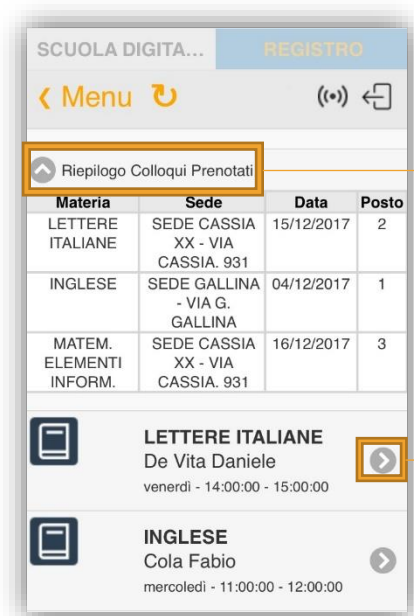 SCUOLA DIGITA...
REGISTRO
Menu
Riepilogo Colloqui Prenotati
Materia Sede Data Posto
LETTERE ITALIANE SEDE CASSIA XX - VIA CASSIA. 931 15/12/2017 2
INGLESE SEDE GALLINA - VIA G. GALLINA 04/12/2017 1
MATEM. ELEMENTI INFORM. SEDE CASSIA XX - VIA CASSIA. 931 16/12/2017 3
LETTERE ITALIANE
De Vita Daniele
venerdì - 14:00:00 - 15:00:00
INGLESE
Cola Fabio
mercoledì - 11:00:00 - 12:00:00